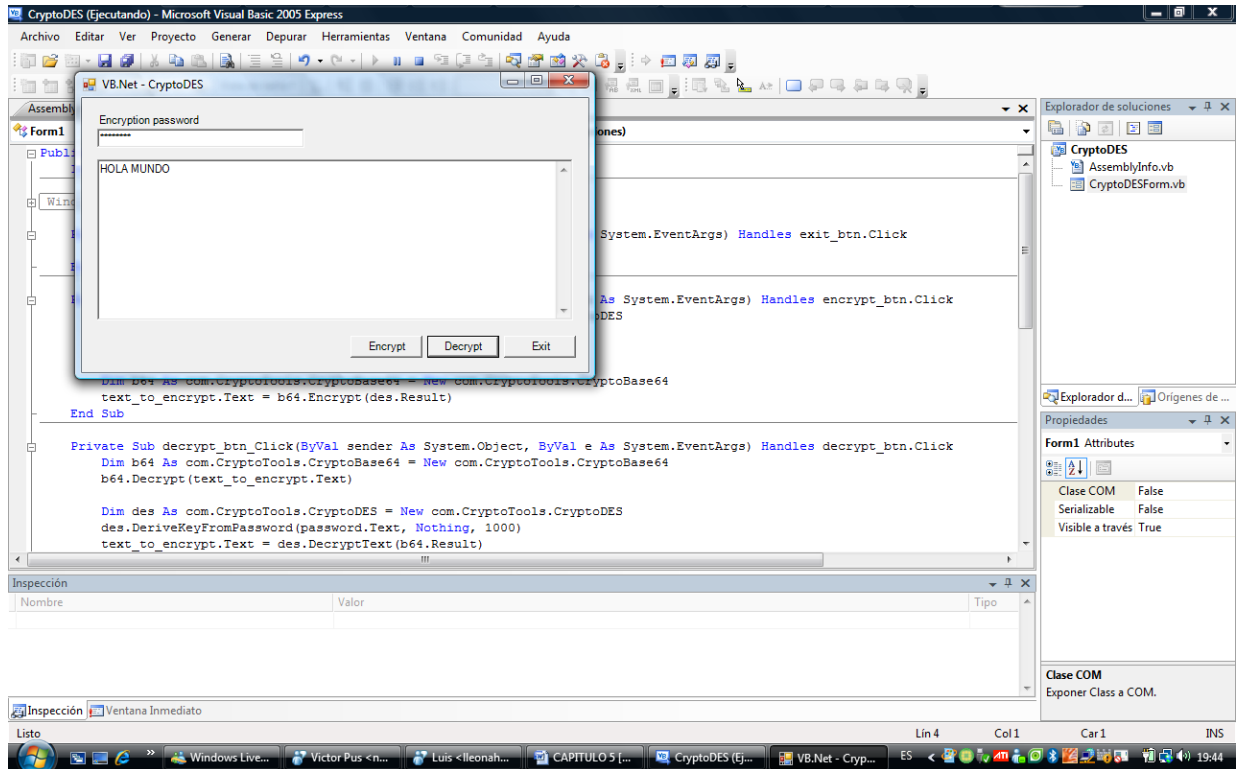 CryptoDES (Ejecutando) - Microsoft Visual Basic 2005 Express
Archivo Editar Ver Proyecto Generar Depurar Herramientas Ventana Comunidad Ayuda
VB.Net - CryptoDES
Encryption password
********
HOLA MUNDO
Encrypt Decrypt Exit
Assembly
Form1
ones)
Publi
Wind
System.EventArgs) Handles exit_btn.Click
As System.EventArgs) Handles encrypt_btn.Click
oDES
Dim b64 As com.CryptoTools.CryptoBase64 = New com.CryptoTools.CryptoBase64
text_to_encrypt.Text = b64.Encrypt(des.Result)
End Sub
Private Sub decrypt_btn_Click(ByVal sender As System.Object, ByVal e As System.EventArgs) Handles decrypt_btn.Click
Dim b64 As com.CryptoTools.CryptoBase64 = New com.CryptoTools.CryptoBase64
b64.Decrypt(text_to_encrypt.Text)
Dim des As com.CryptoTools.CryptoDES = New com.CryptoTools.CryptoDES
des.DeriveKeyFromPassword(password.Text, Nothing, 1000)
text_to_encrypt.Text = des.DecryptText(b64.Result)
Explorador de soluciones
CryptoDES
AssemblyInfo.vb
CryptoDESForm.vb
Explorador d... Orígenes de ...
Propiedades
Form1 Attributes
Clase COM False
Serializable False
Visible a través True
Clase COM
Exponer Class a COM.
Inspección
Nombre Valor Tipo
Inspección Ventana Inmediato
Listo Lín 4 Col 1 Car 1 INS
Windows Live... Victor Pus <n... Luis <lleonah... CAPITULO 5 [... CryptoDES (Ej... VB.Net - Cryp... ES 19:44